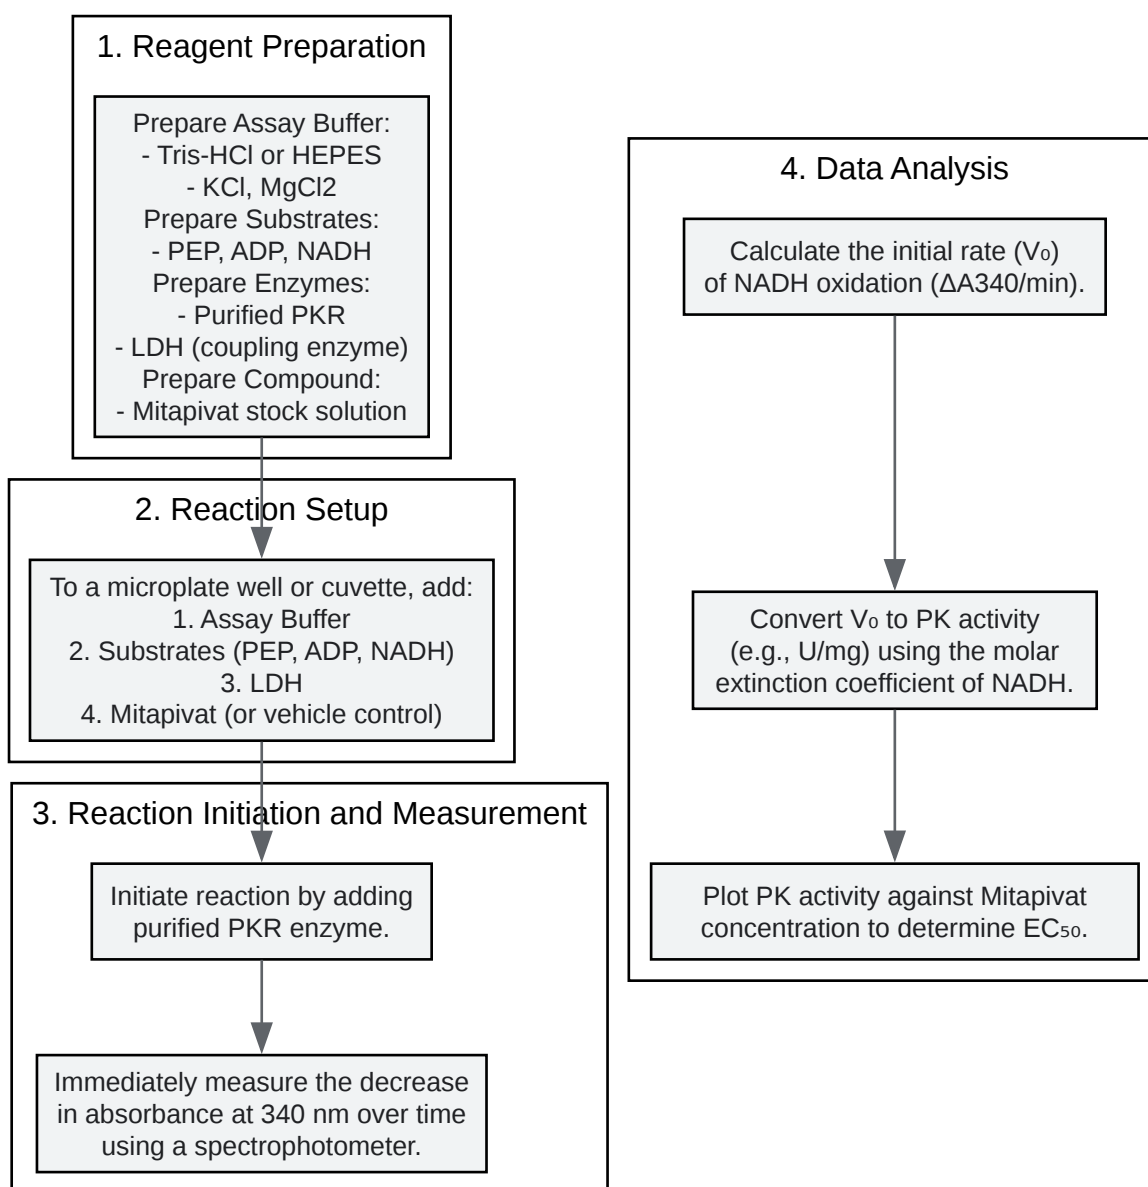 1. Reagent Preparation
Prepare Assay Buffer:
- Tris-HCl or HEPES
- KCl, MgCl2
Prepare Substrates:
- PEP, ADP, NADH
Prepare Enzymes:
- Purified PKR
- LDH (coupling enzyme)
Prepare Compound:
- Mitapivat stock solution
2. Reaction Setup
To a microplate well or cuvette, add:
1. Assay Buffer
2. Substrates (PEP, ADP, NADH)
3. LDH
4. Mitapivat (or vehicle control)
3. Reaction Initiation and Measurement
Initiate reaction by adding
purified PKR enzyme.
Immediately measure the decrease
in absorbance at 340 nm over time
using a spectrophotometer.
4. Data Analysis
Calculate the initial rate (V₀)
of NADH oxidation (ΔA340/min).
Convert V₀ to PK activity
(e.g., U/mg) using the molar
extinction coefficient of NADH.
Plot PK activity against Mitapivat
concentration to determine EC₅₀.